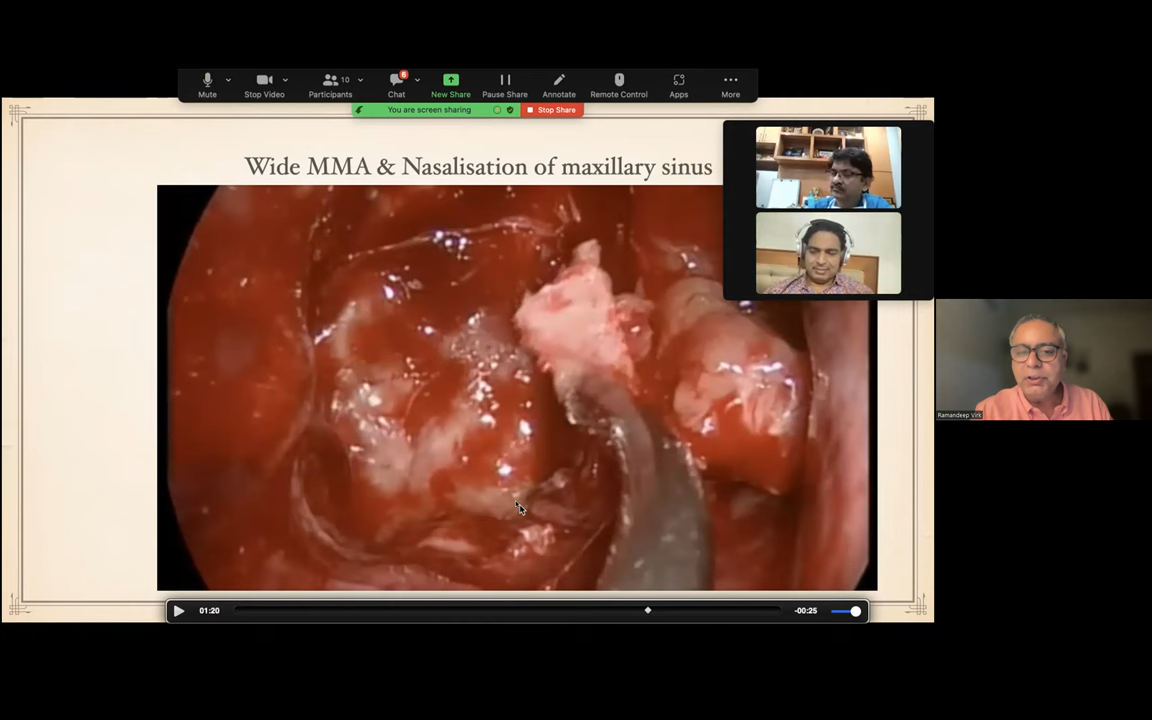 10
6
Mute
Stop Video
Participants
Chat
New Share
Pause Share
Annotate
Remote Control
Apps
More
You are screen sharing
Stop Share
Wide MMA & Nasalisation of maxillary sinus
Ramandeep Virk
01:20
-00:25